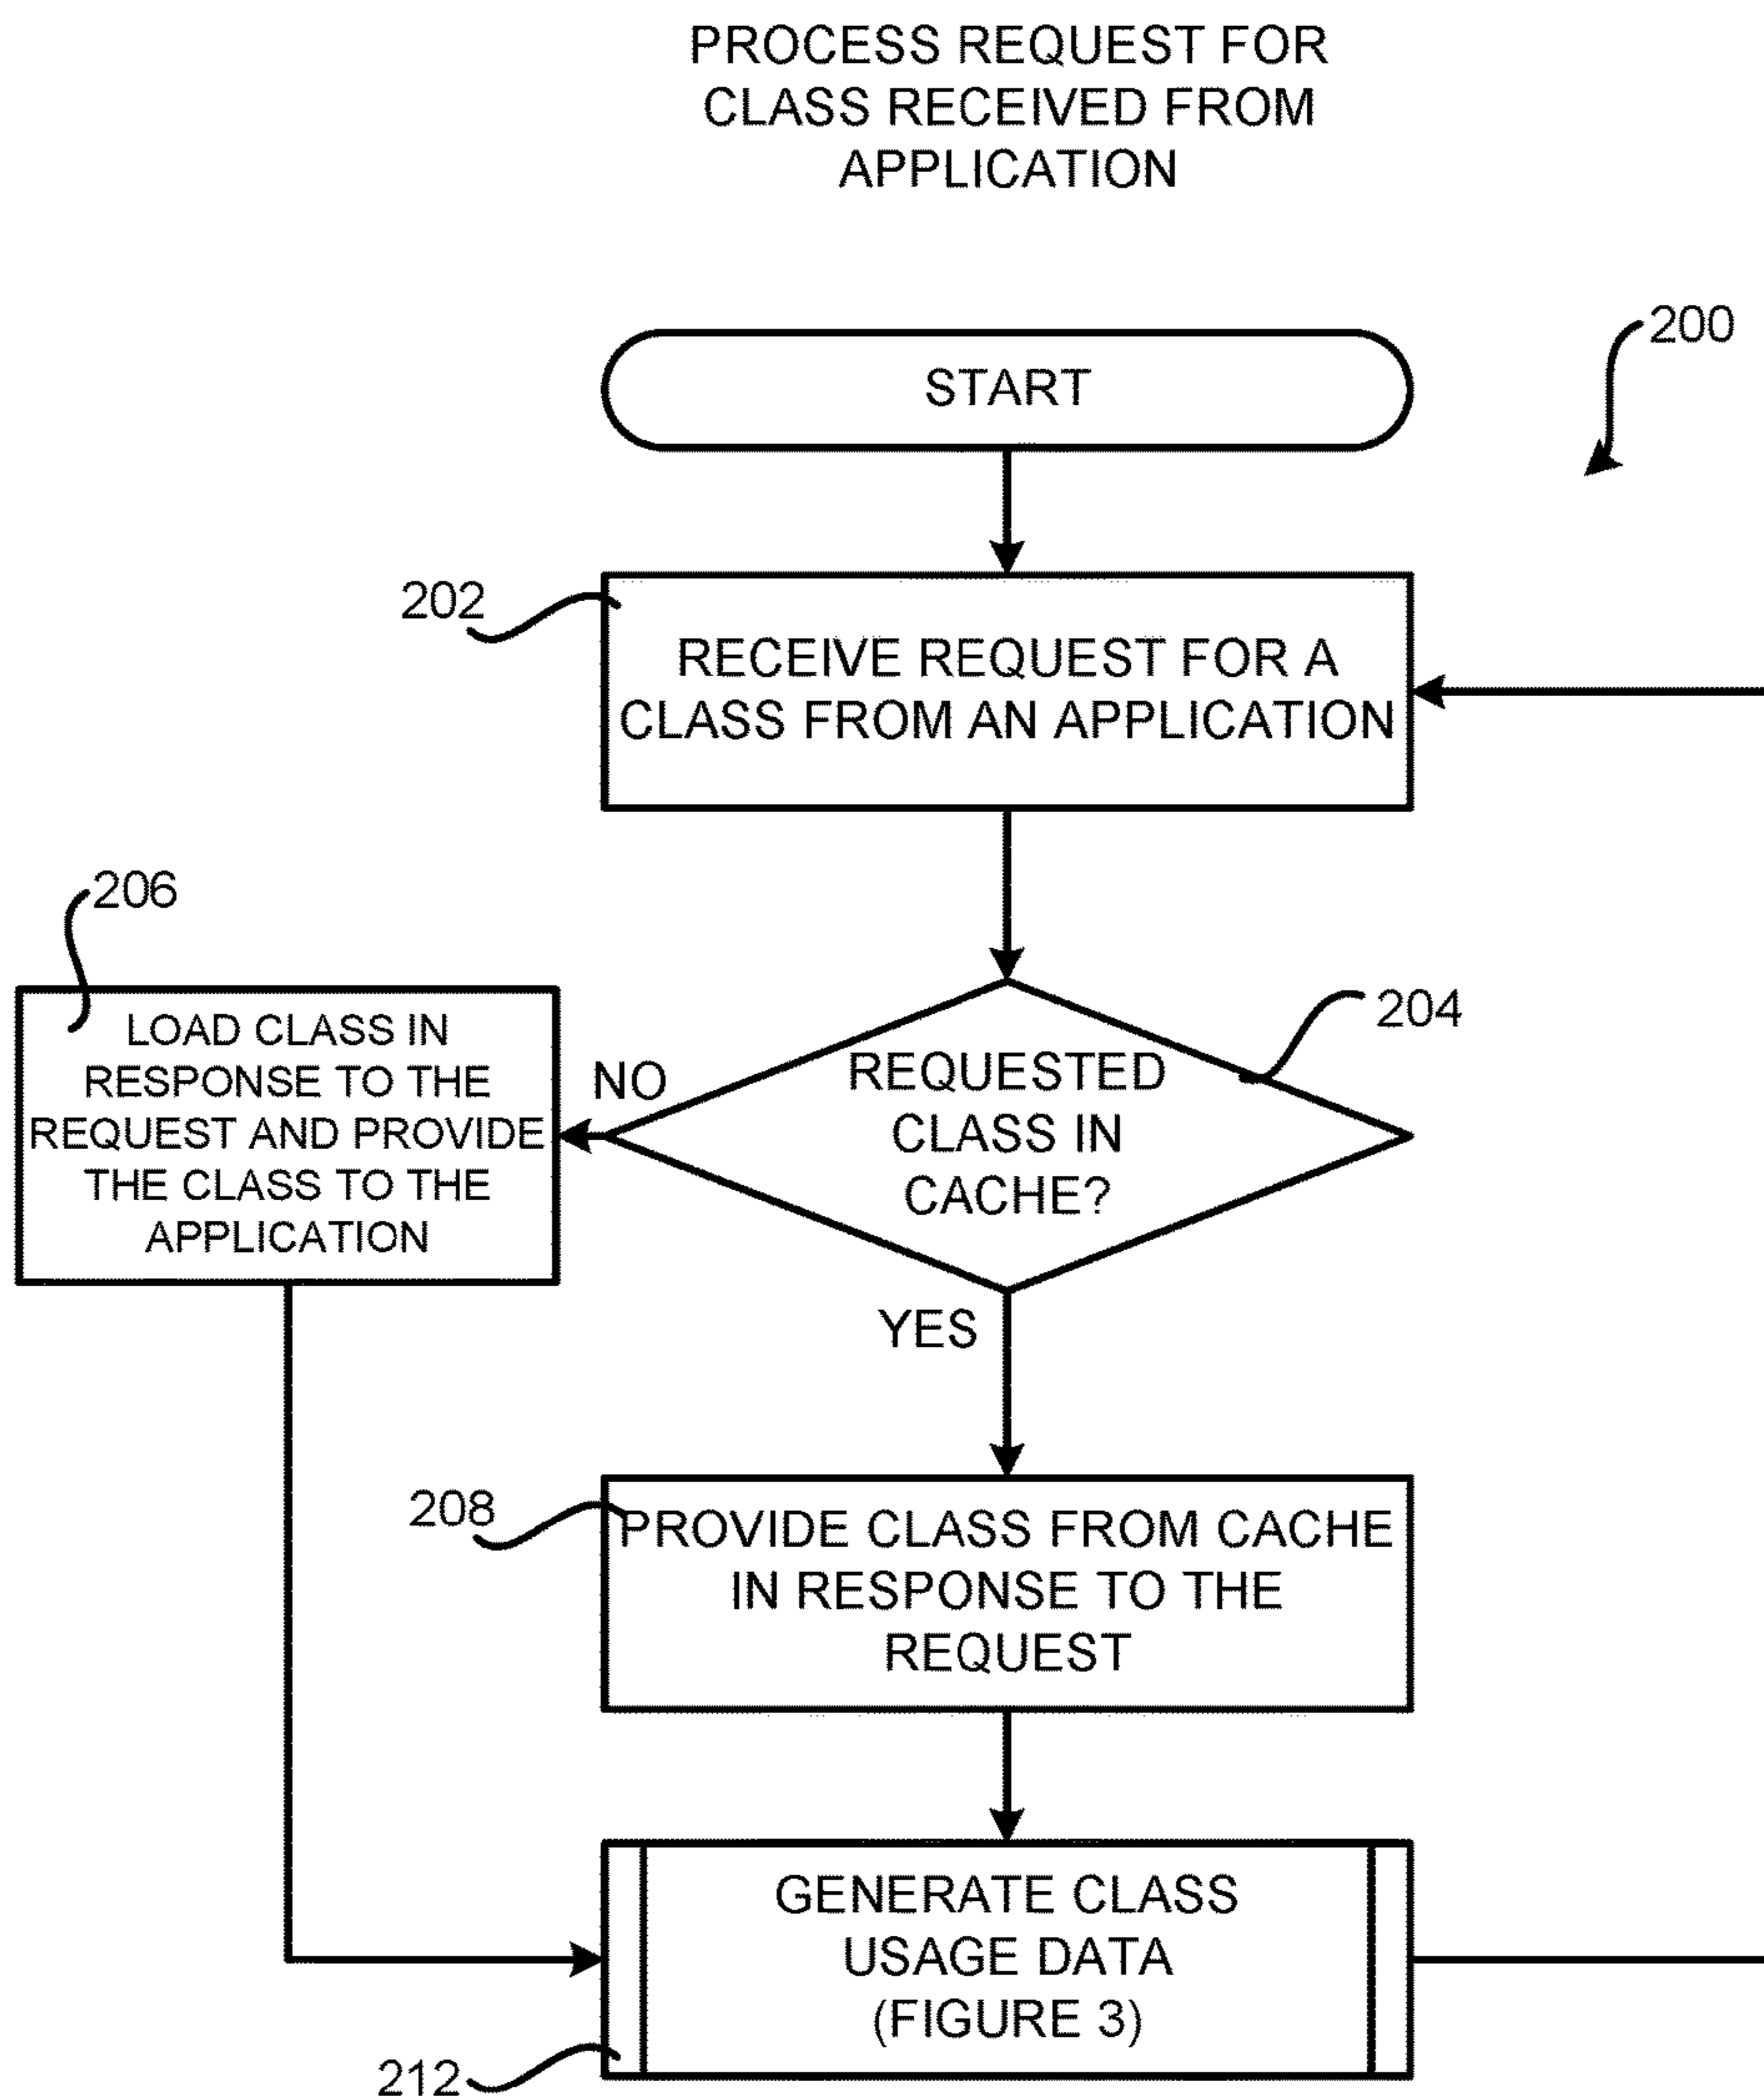 PROCESS REQUEST FOR
CLASS RECEIVED FROM
APPLICATION
200
START
202
RECEIVE REQUEST FOR A
CLASS FROM AN APPLICATION
206
LOAD CLASS IN
RESPONSE TO THE
REQUEST AND PROVIDE
THE CLASS TO THE
APPLICATION
NO
204
REQUESTED
CLASS IN
CACHE?
YES
208
PROVIDE CLASS FROM CACHE
IN RESPONSE TO THE
REQUEST
GENERATE CLASS
USAGE DATA
(FIGURE 3)
212